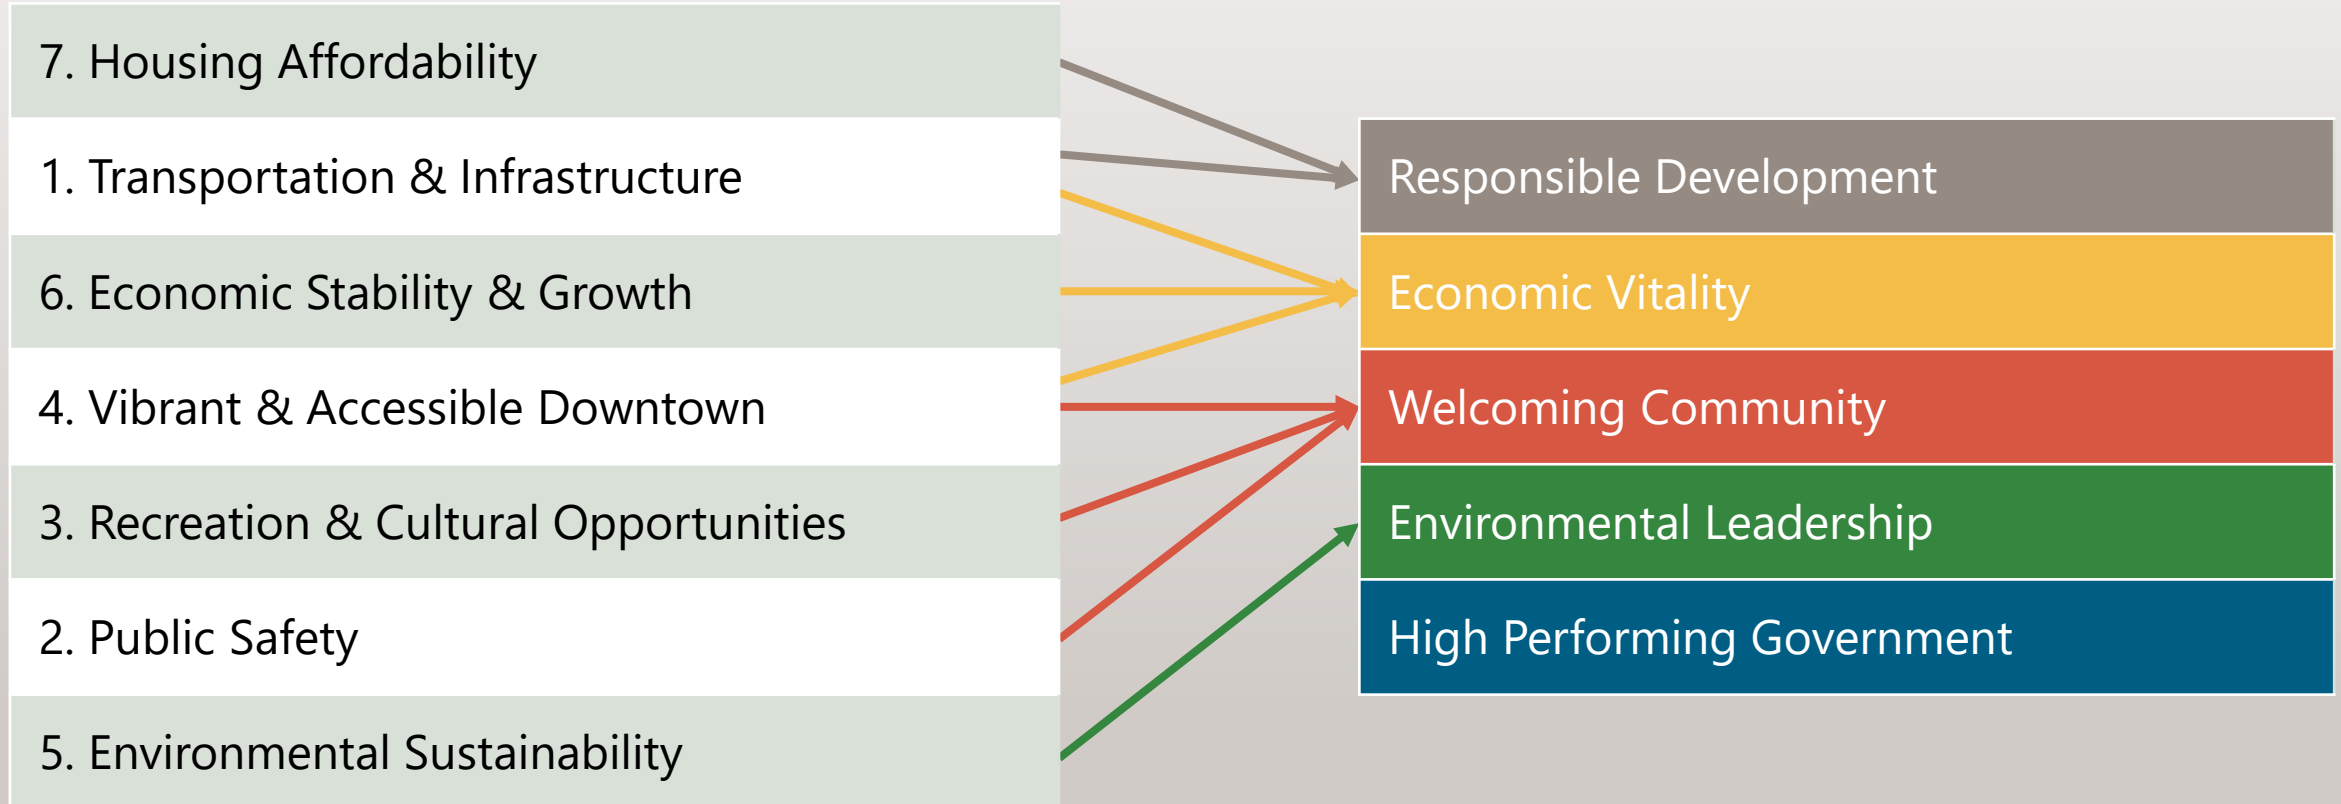 7. Housing Affordability
1. Transportation & Infrastructure
6. Economic Stability & Growth
4. Vibrant & Accessible Downtown
3. Recreation & Cultural Opportunities
2. Public Safety
5. Environmental Sustainability
Responsible Development
Economic Vitality
Welcoming Community
Environmental Leadership
High Performing Government